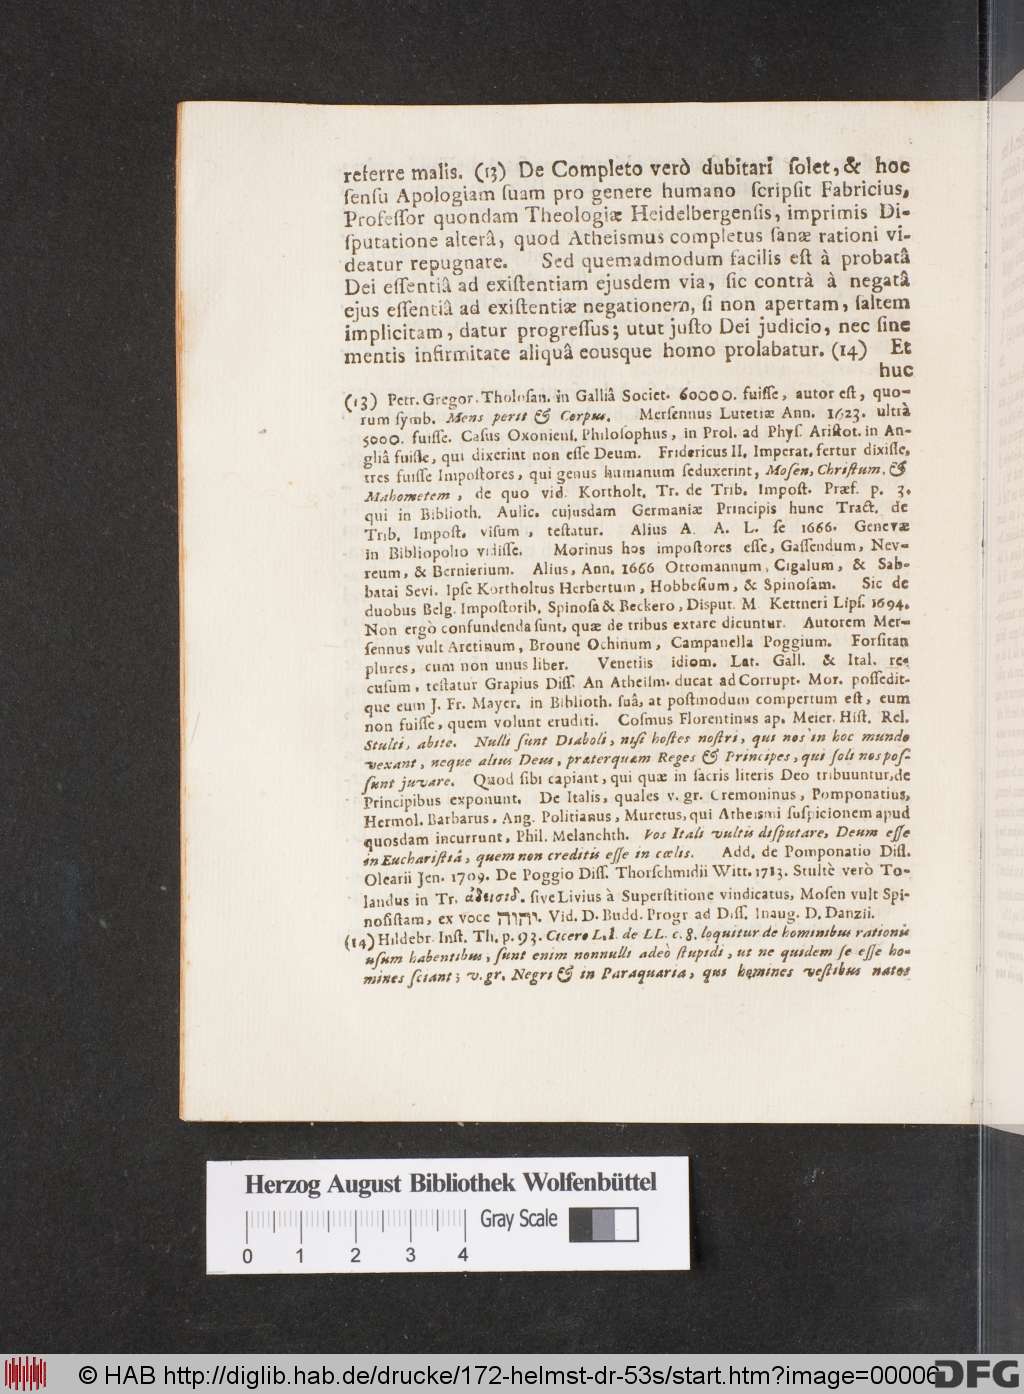 referre malis. (13) De Completo verò dubitari ſolet, & hoc
ſenſu Apologiam ſuam pro genere humano ſcripſit Fabricius,
Profeſſor quondam Theologiæ Heidelbergenſis, imprimis Di-
ſputatione alterâ, quod Atheismus completus ſanæ rationi vi-
deatur repugnare. Sed quemadmodum facilis eſt à probatâ
Dei eſſentiâ ad exiſtentiam ejusdem via, ſic contrà à negatâ
ejus eſſentiâ ad exiſtentiæ negationem, ſi non apertam, ſaltem
implicitam, datur progreſſus; utut juſto Dei judicio, nec ſine
mentis infirmitate aliquâ eousque homo prolabatur. (14) Et
huc
(13) Petr. Gregor. Tholoſan. in Galliâ Societ. 60000. fuiſſe, autor eſt, quo-
rum ſymb. Mens perit & Corpus. Merſennus Lutetiæ Ann. 1623. ultrà
5000. fuiſſe. Caſus Oxonienſ. Philoſophus, in Prol. ad Phyſ. Ariſtot. in An-
gliâ fuiſſe, qui dixerint non eſſe Deum. Fridericus II. Imperat. fertur dixiſſe,
tres fuiſſe Impoſtores, qui genus humanum ſeduxerint, Moſen, Chriſtum, &
Mahometem, de quo vid. Kortholt. Tr. de Trib. Impoſt. Præf. p. 3.
qui in Biblioth. Aulic. cujusdam Germaniæ Principis hunc Tract. de
Trib. Impoſt. viſum, teſtatur. Alius A. A. L. ſe 1666. Genevæ
in Bibliopolio vidiſſe. Morinus hos impoſtores eſſe, Gaſſendum, Nev-
reum, & Bernierium. Alius, Ann. 1666 Ottomannum, Cigalum, & Sab-
batai Sevi. Ipſe Kortholtus Herbertum, Hobbeſium, & Spinoſam. Sic de
duobus Belg. Impoſtorib. Spinoſa & Beckero, Disput. M Kettneri Lipſ. 1694.
Non ergò confundenda ſunt, quæ de tribus extare dicuntur. Autorem Mer-
ſennus vult Aretinum, Broune Ochinum, Campanella Poggium. Forſitan
plures, cum non unus liber. Venetiis idiom. Lat. Gall. & Ital. re-
cuſum, teſtatur Grapius Diſſ. An Atheiſm. ducat ad Corrupt. Mor. poſſedit-
que eum J. Fr. Mayer. in Biblioth. ſuâ, at poſtmodum compertum eſt, eum
non fuiſſe, quem volunt eruditi. Coſmus Florentinus ap. Meier. Hiſt. Rel.
Stulti, abite. Nulli ſunt Diaboli, niſi hoſtes noſtri, qui nos in hoc mundo
vexant, neque alius Deus, præterquam Reges & Principes, qui ſoli nos poſ-
ſunt juvare. Quod ſibi capiant, qui quæ in ſacris literis Deo tribuuntur, de
Principibus exponunt. De Italis, quales v. gr. Cremoninus, Pomponatius,
Hermol. Barbarus, Ang. Politianus, Muretus, qui Atheismi ſuſpicionem apud
quosdam incurrunt, Phil. Melanchth. Vos Itali vultis diſputare, Deum eſſe
in Euchariſtiâ, quem non creditis eſſe in cœlis. Add. de Pomponatio Diſſ.
Olearii Jen. 1709. De Poggio Diſſ. Thorſchmidii Witt. 1713. Stultè verò To-
landus in Tr. ſive Livius à Superſtitione vindicatus, Moſen vult Spi-
noſiſtam, ex voce יהוה. Vid. D. Budd. Progr ad Diſſ. Inaug. D. Danzii.
(14) Hildebr. Inſt. Th. p. 93. Cicero L. I. de LL. c. 8. loquitur de hominibus rationis
uſum habentibus, ſunt enim nonnulli adeò ſtupidi, ut ne quidem ſe eſſe ho-
mines ſciant; v. gr. Negri & in Paraquaria, qui homines veſtibus natos
Herzog August Bibliothek Wolfenbüttel
Gray Scale
0 1 2 3 4
© HAB http://diglib.hab.de/drucke/172-helmst-dr-53s/start.htm?image=00006
DFG